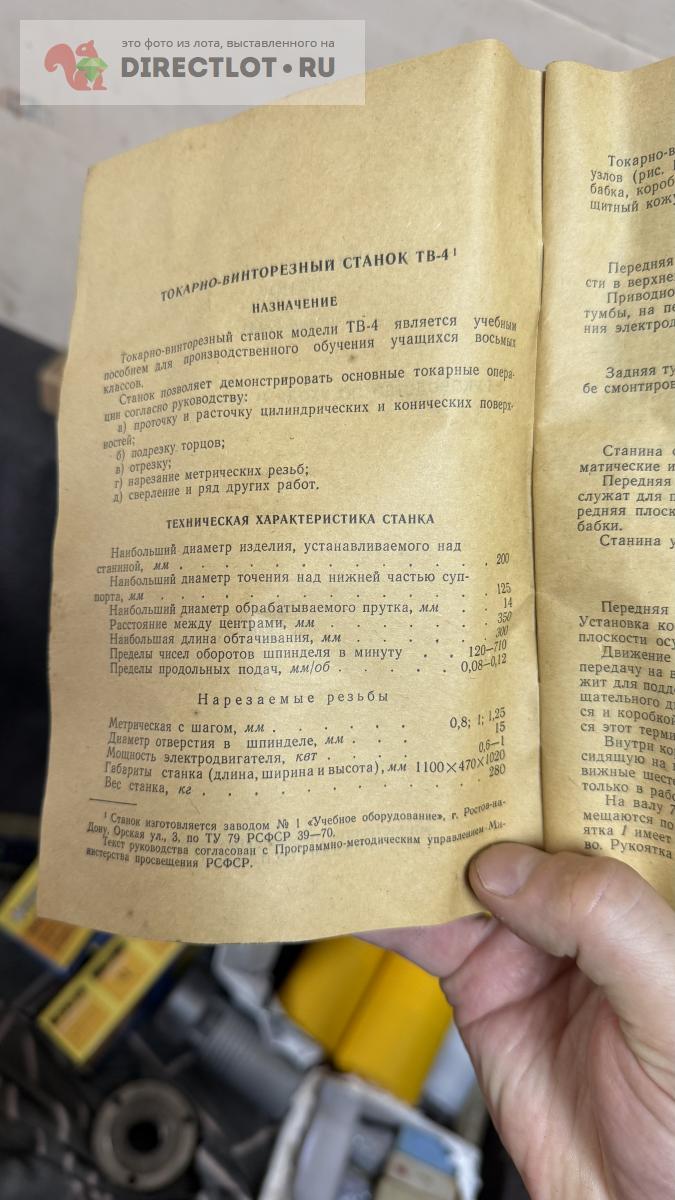 это фото из лота, выставленного на
DIRECTLOT•RU
ТОКАРНО-ВИНТОРЕЗНЫЙ СТАНОК ТВ-4¹
НАЗНАЧЕНИЕ
Токарно-винторезный станок модели ТВ-4 является учебным
пособием для производственного обучения учащихся восьмых
классов.
Станок позволяет демонстрировать основные токарные опера-
ции согласно руководству:
а) проточку и расточку цилиндрических и конических поверх-
ностей;
б) подрезку торцов;
в) отрезку;
г) нарезание метрических резьб;
д) сверление и ряд других работ.
ТЕХНИЧЕСКАЯ ХАРАКТЕРИСТИКА СТАНКА
Наибольший диаметр изделия, устанавливаемого над
станиной, мм . . . . . . . . . . . . 200
Наибольший диаметр точения над нижней частью суп-
порта, мм . . . . . . . . . . . . 125
Наибольший диаметр обрабатываемого прутка, мм . . 14
Расстояние между центрами, мм . . . . . . 350
Наибольшая длина обтачивания, мм . . . . . 300
Пределы чисел оборотов шпинделя в минуту . . 120—710
Пределы продольных подач, мм/об . . . . 0,08—0,12
Нарезаемые резьбы
Метрическая с шагом, мм . . . . . . 0,8; 1; 1,25
Диаметр отверстия в шпинделе, мм . . . . 15
Мощность электродвигателя, квт . . . . . 0,6—1
Габариты станка (длина, ширина и высота), мм 1100×470×1020
Вес станка, кг . . . . . . . . . . . 280
¹ Станок изготовляется заводом № 1 «Учебное оборудование», г. Ростов-на-
Дону, Орская ул., 3, по ТУ 79 РСФСР 39—70.
Текст руководства согласован с Программно-методическим управлением Ми-
нистерства просвещения РСФСР.
Токарно-в
узлов (рис.
бабка, короб
щитный кожу
Передняя
сти в верхне
Приводно
тумбы, на пе
ния электрод
Задняя ту
бе смонтиров
Станина с
матические и
Передняя
служат для п
редняя плоск
бабки.
Станина у
Передняя
Установка ко
плоскости осу
Движение
передачу на в
жит для подд
щательного д
ся и коробкой
ся этот терми
Внутри ко
сидящую на
вижные шесте
только в рабо
На валу 7
мещаются по
ятка 1 имеет
во. Рукоятка